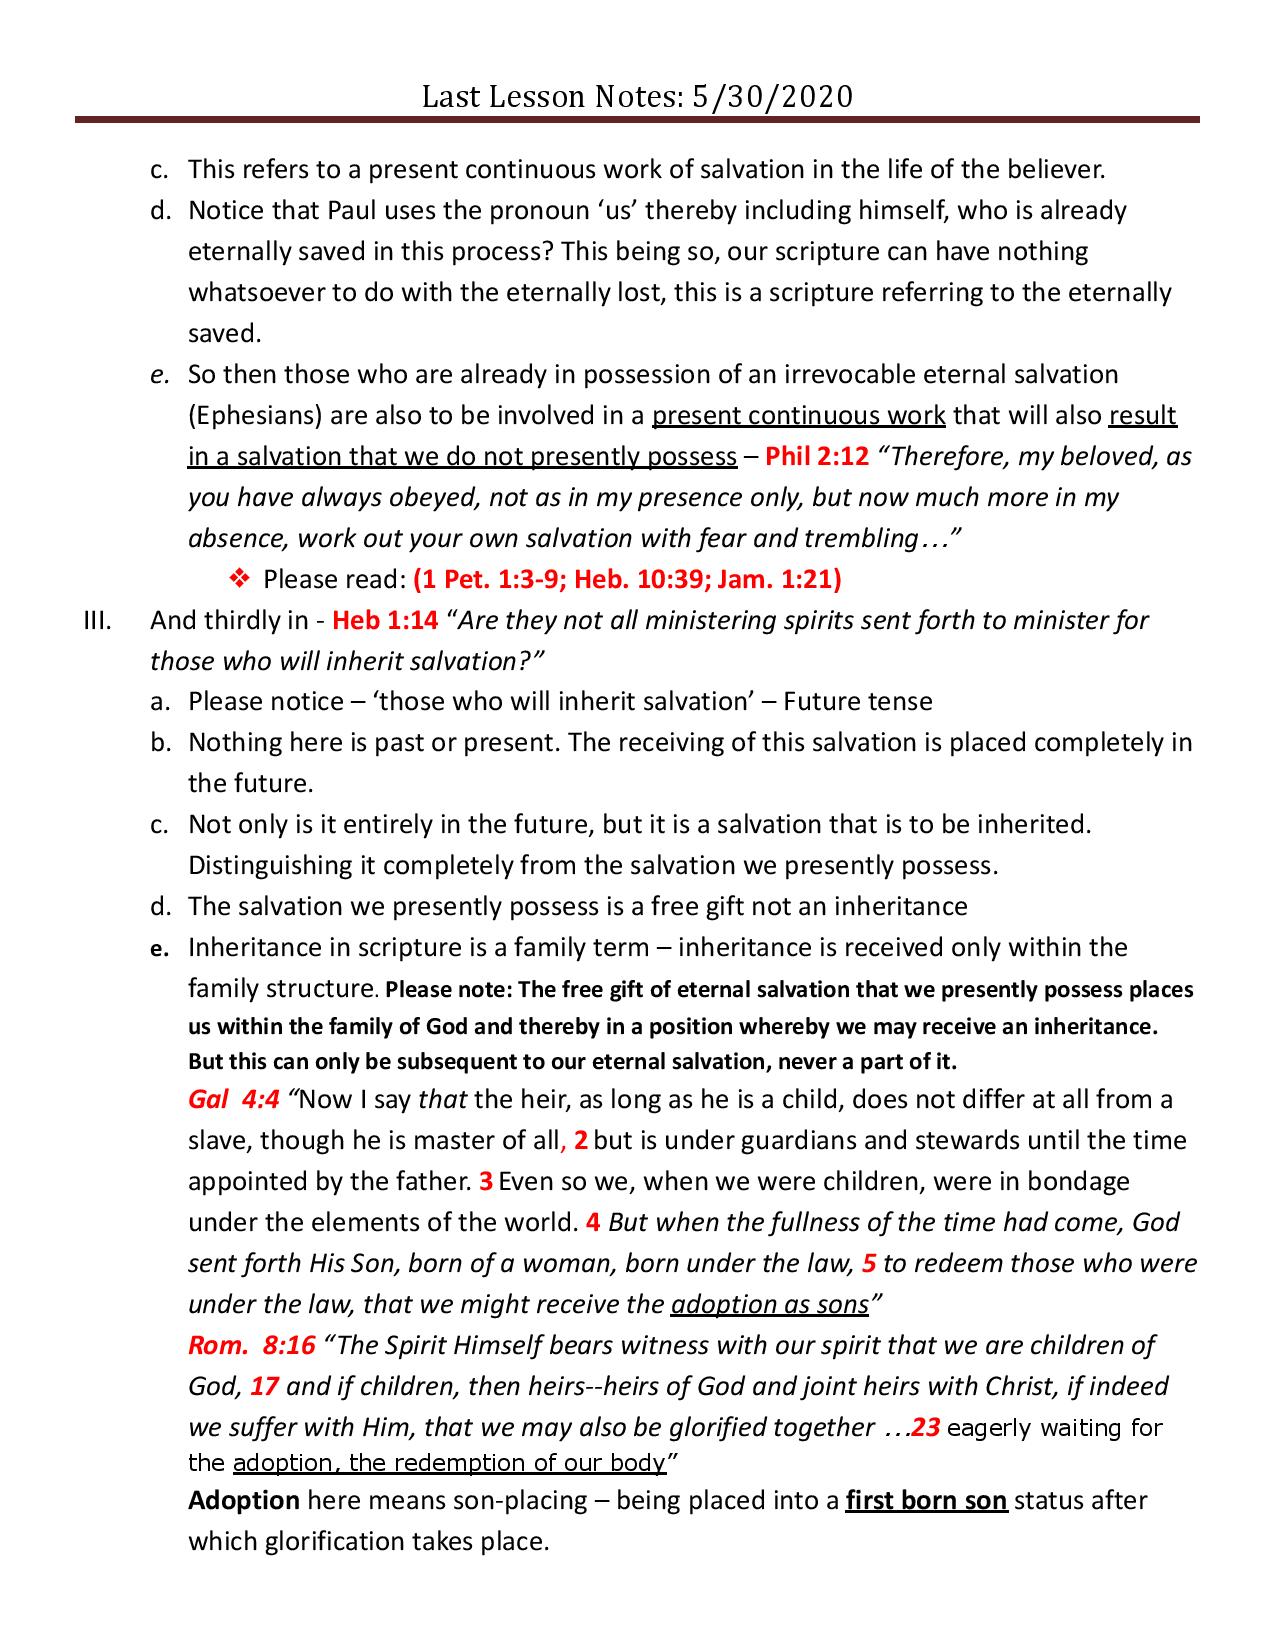 Last Lesson Notes: 5/30/2020
c. This refers to a present continuous work of salvation in the life of the believer.
d. Notice that Paul uses the pronoun ‘us’ thereby including himself, who is already
eternally saved in this process? This being so, our scripture can have nothing
whatsoever to do with the eternally lost, this is a scripture referring to the eternally
saved.
e. So then those who are already in possession of an irrevocable eternal salvation
(Ephesians) are also to be involved in a present continuous work that will also result
in a salvation that we do not presently possess – Phil 2:12 “Therefore, my beloved, as
you have always obeyed, not as in my presence only, but now much more in my
absence, work out your own salvation with fear and trembling…”
❖ Please read: (1 Pet. 1:3-9; Heb. 10:39; Jam. 1:21)
III. And thirdly in - Heb 1:14 “Are they not all ministering spirits sent forth to minister for
those who will inherit salvation?”
a. Please notice – ‘those who will inherit salvation’ – Future tense
b. Nothing here is past or present. The receiving of this salvation is placed completely in
the future.
c. Not only is it entirely in the future, but it is a salvation that is to be inherited.
Distinguishing it completely from the salvation we presently possess.
d. The salvation we presently possess is a free gift not an inheritance
e. Inheritance in scripture is a family term – inheritance is received only within the
family structure. Please note: The free gift of eternal salvation that we presently possess places
us within the family of God and thereby in a position whereby we may receive an inheritance.
But this can only be subsequent to our eternal salvation, never a part of it.
Gal 4:4 “Now I say that the heir, as long as he is a child, does not differ at all from a
slave, though he is master of all, 2 but is under guardians and stewards until the time
appointed by the father. 3 Even so we, when we were children, were in bondage
under the elements of the world. 4 But when the fullness of the time had come, God
sent forth His Son, born of a woman, born under the law, 5 to redeem those who were
under the law, that we might receive the adoption as sons”
Rom. 8:16 “The Spirit Himself bears witness with our spirit that we are children of
God, 17 and if children, then heirs--heirs of God and joint heirs with Christ, if indeed
we suffer with Him, that we may also be glorified together …23 eagerly waiting for
the adoption, the redemption of our body”
Adoption here means son-placing – being placed into a first born son status after
which glorification takes place.